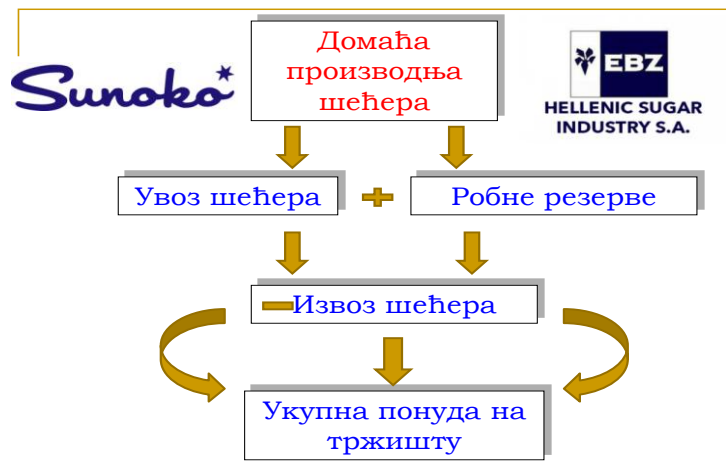 Домаћа
производња
шећера
Sunoko
EBZ
HELLENIC SUGAR
INDUSTRY S.A.
Увоз шећера
Робне резерве
Извоз шећера
Укупна понуда на
тржишту